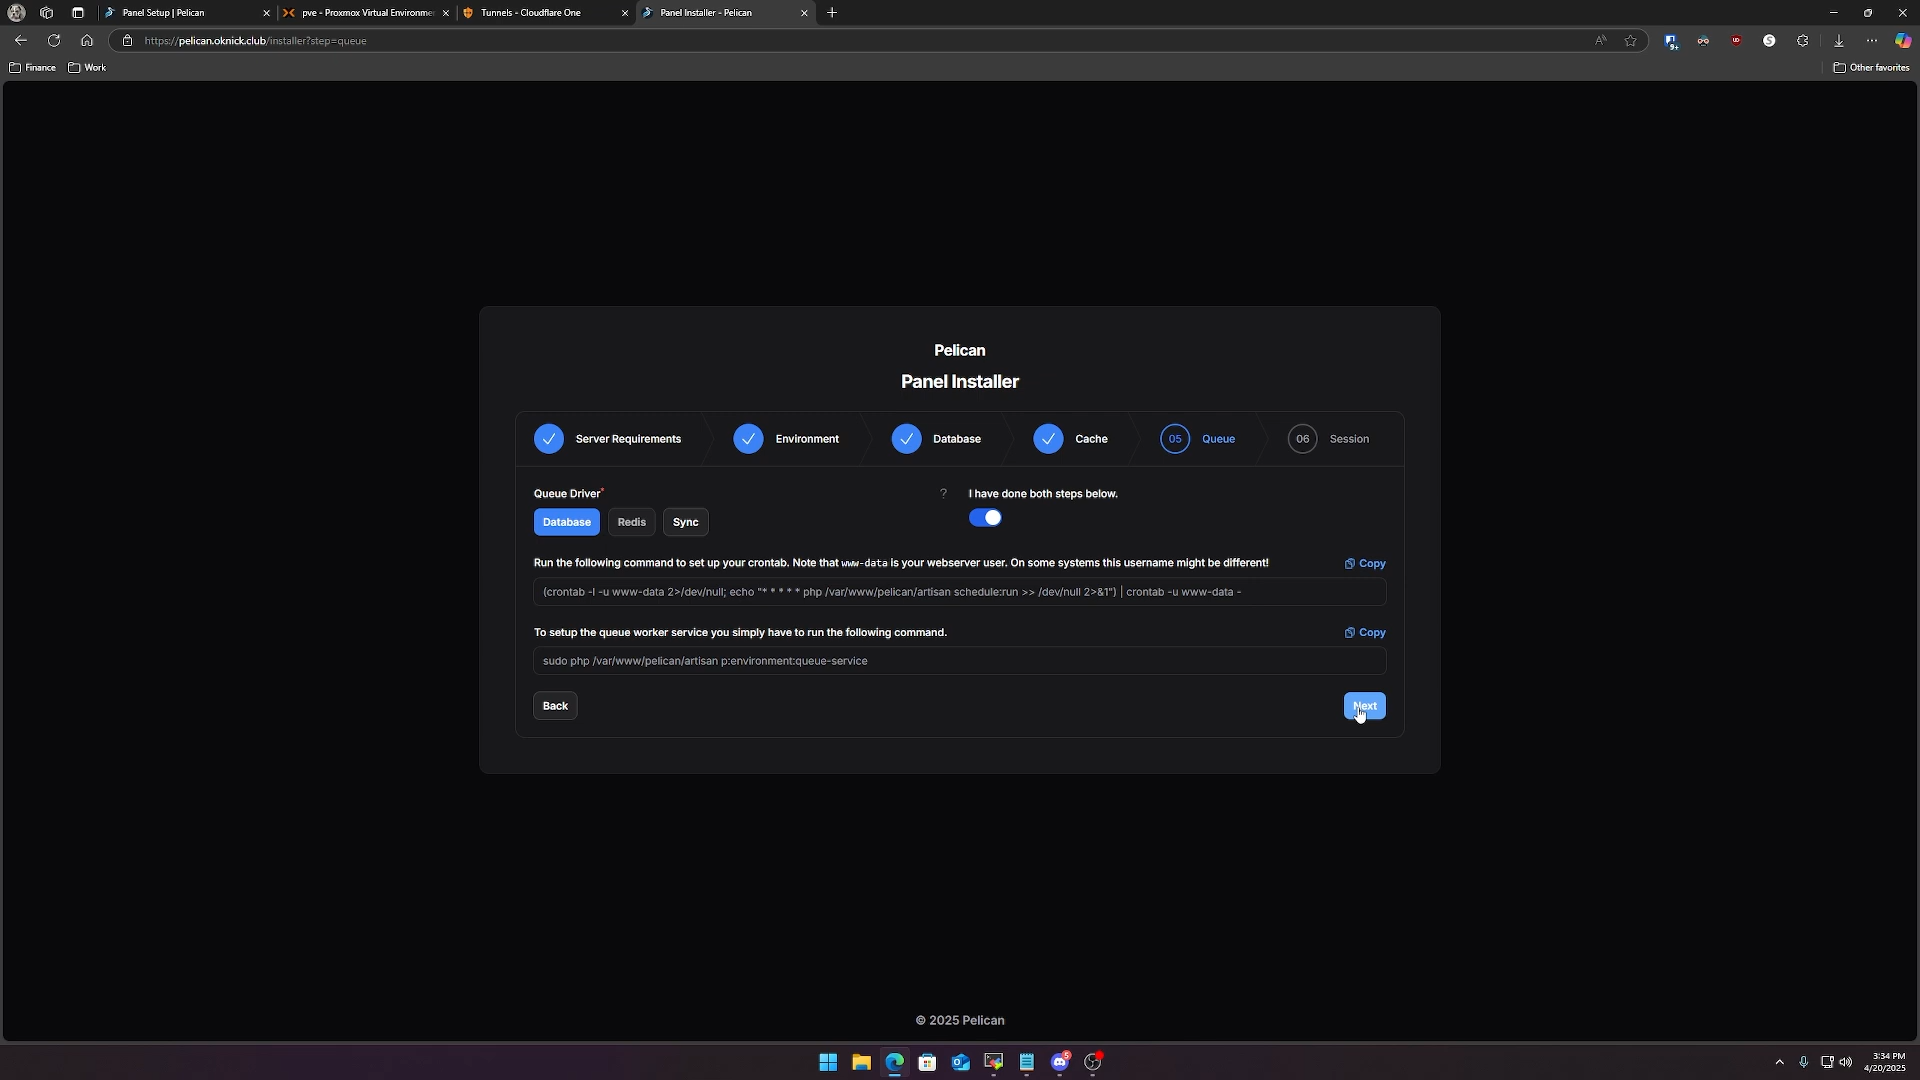 Panel Setup | Pelican
pve - Proxmox Virtual Environme
Tunnels - Cloudflare One
Panel Installer - Pelican
https://pelican.oknick.club/installer?step=queue
Finance
Work
Other favorites
Pelican
Panel Installer
Server Requirements
Environment
Database
Cache
05 Queue
06 Session
Queue Driver*
?
I have done both steps below.
Database
Redis
Sync
Run the following command to set up your crontab. Note that www-data is your webserver user. On some systems this username might be different!
Copy
(crontab -l -u www-data 2>/dev/null; echo "* * * * * php /var/www/pelican/artisan schedule:run >> /dev/null 2>&1") | crontab -u www-data -
To setup the queue worker service you simply have to run the following command.
Copy
sudo php /var/www/pelican/artisan p:environment:queue-service
Back
Next
© 2025 Pelican
5
3:34 PM
4/20/2025